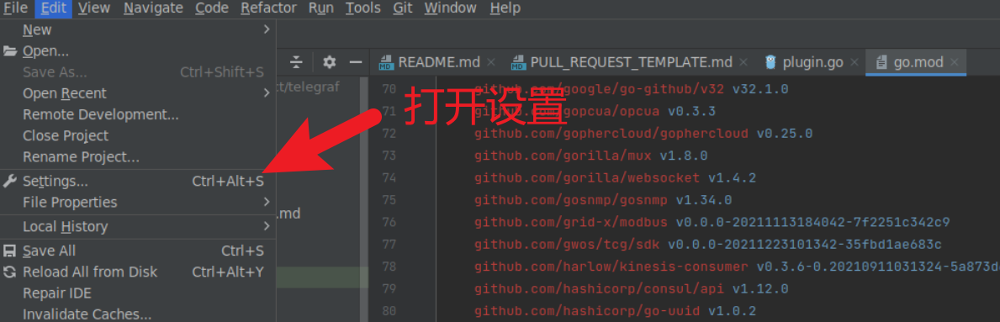 File Edit View Navigate Code Refactor Run Tools Git Window Help
New
Open...
Save As... Ctrl+Shift+S
Open Recent
Remote Development...
Close Project
Rename Project...
Settings... Ctrl+Alt+S
File Properties
Local History
Save All Ctrl+S
Reload All from Disk Ctrl+Alt+Y
Repair IDE
Invalidate Caches...
ct/telegraf
.md
打开设置
README.md PULL_REQUEST_TEMPLATE.md plugin.go go.mod
70 github.com/google/go-github/v32 v32.1.0
71 github.com/gopcua/opcua v0.3.3
72 github.com/gophercloud/gophercloud v0.25.0
73 github.com/gorilla/mux v1.8.0
74 github.com/gorilla/websocket v1.4.2
75 github.com/gosnmp/gosnmp v1.34.0
76 github.com/grid-x/modbus v0.0.0-20211113184042-7f2251c342c9
77 github.com/gwos/tcg/sdk v0.0.0-20211223101342-35fbd1ae683c
78 github.com/harlow/kinesis-consumer v0.3.6-0.20210911031324-5a873d
79 github.com/hashicorp/consul/api v1.12.0
80 github.com/hashicorp/go-uuid v1.0.2